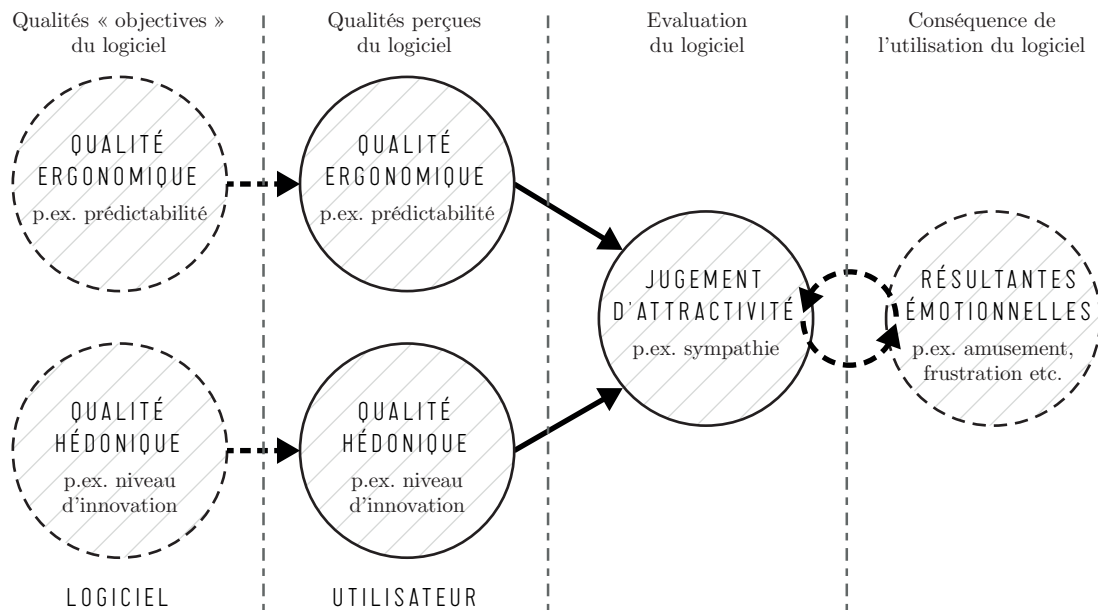 Qualités « objectives »
du logiciel
Qualités perçues
du logiciel
Evaluation
du logiciel
Conséquence de
l’utilisation du logiciel
QUALITÉ
ERGONOMIQUE
p.ex. prédictabilité
QUALITÉ
ERGONOMIQUE
p.ex. prédictabilité
JUGEMENT
D’ATTRACTIVITÉ
p.ex. sympathie
RÉSULTANTES
ÉMOTIONNELLES
p.ex. amusement,
frustration etc.
QUALITÉ
HÉDONIQUE
p.ex. niveau
d’innovation
QUALITÉ
HÉDONIQUE
p.ex. niveau
d’innovation
LOGICIEL
UTILISATEUR